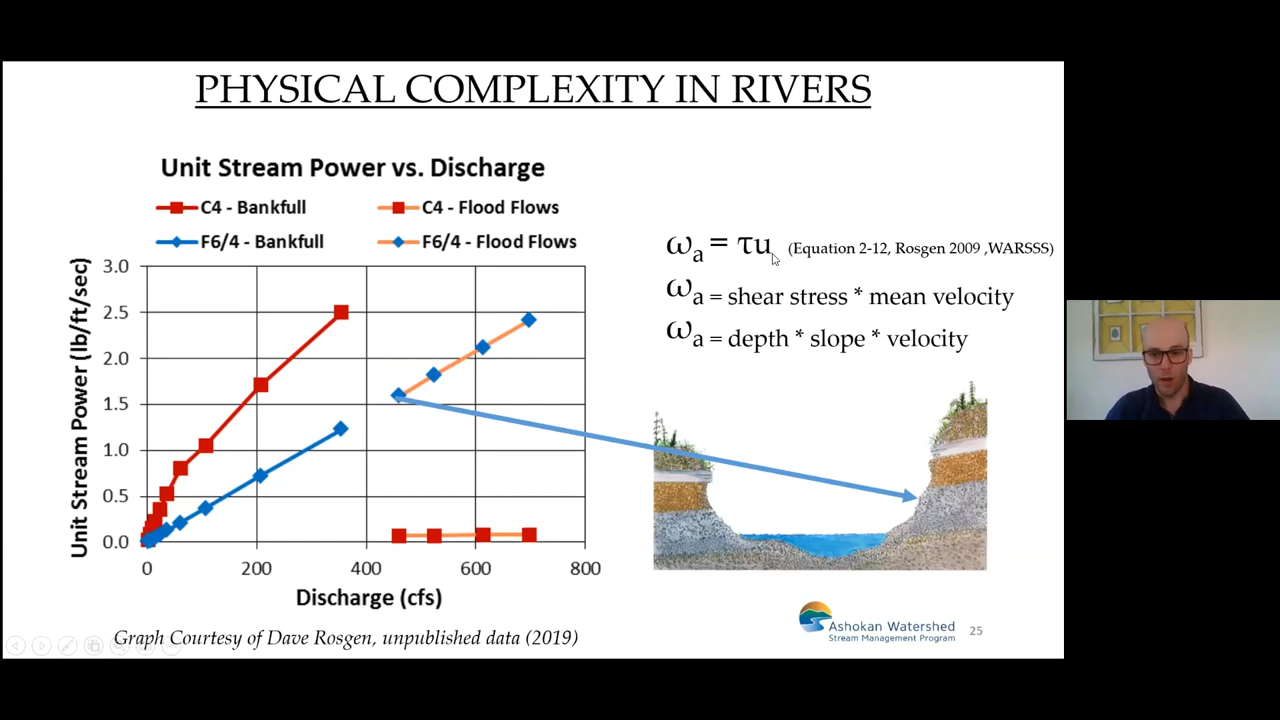 PHYSICAL COMPLEXITY IN RIVERS
Unit Stream Power vs. Discharge
C4 - Bankfull
C4 - Flood Flows
F6/4 - Bankfull
F6/4 - Flood Flows
Unit Stream Power (lb/ft/sec)
3.0
2.5
2.0
1.5
1.0
0.5
0.0
0 200 400 600 800
Discharge (cfs)
Graph Courtesy of Dave Rosgen, unpublished data (2019)
ωa = τu (Equation 2-12, Rosgen 2009 ,WARSSS)
ωa = shear stress * mean velocity
ωa = depth * slope * velocity
Ashokan Watershed
Stream Management Program
25